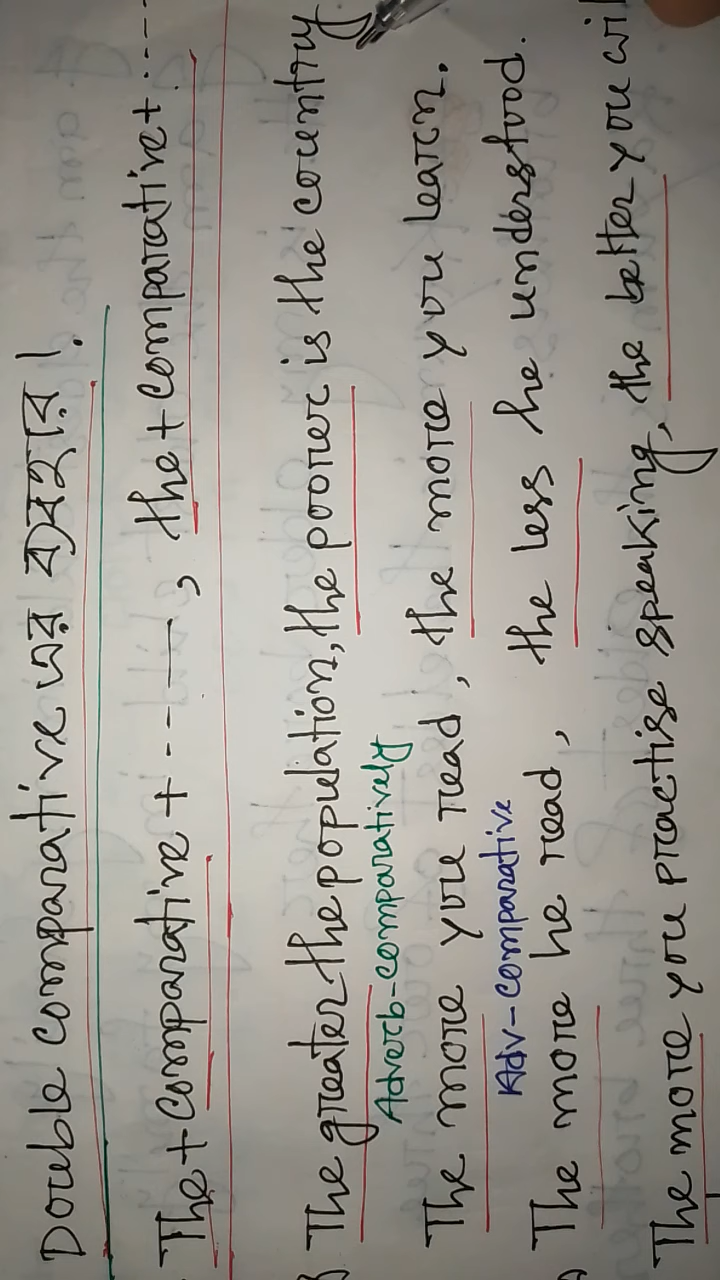 Double comparative এর ব্যবহার।.
The + comparative + ---- —, the + comparative + ----
The greater the population, the poorer is the country
Adverb-comparatively
The more you read, the more you learn.
Adv-comparative
The more he read, the less he understood.
The more you practise speaking, the better you wil